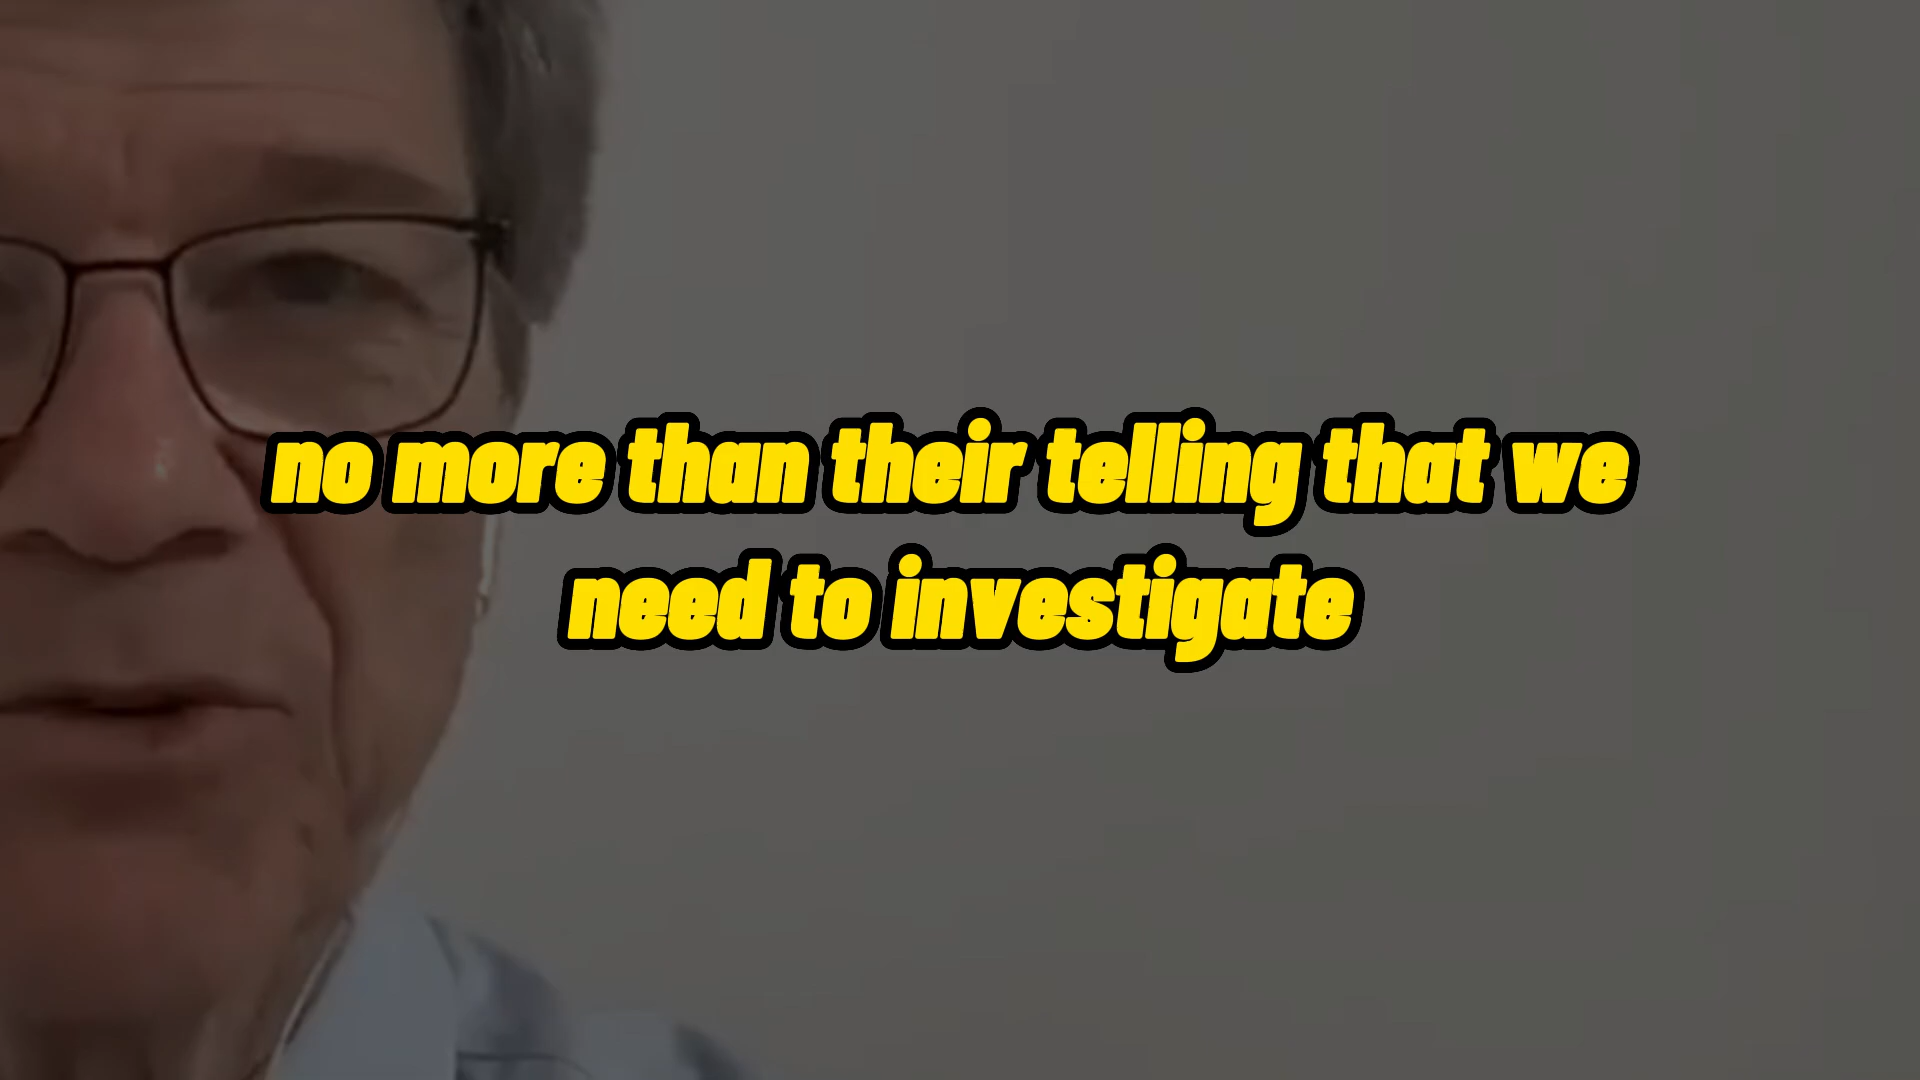 no more than their telling that we
need to investigate